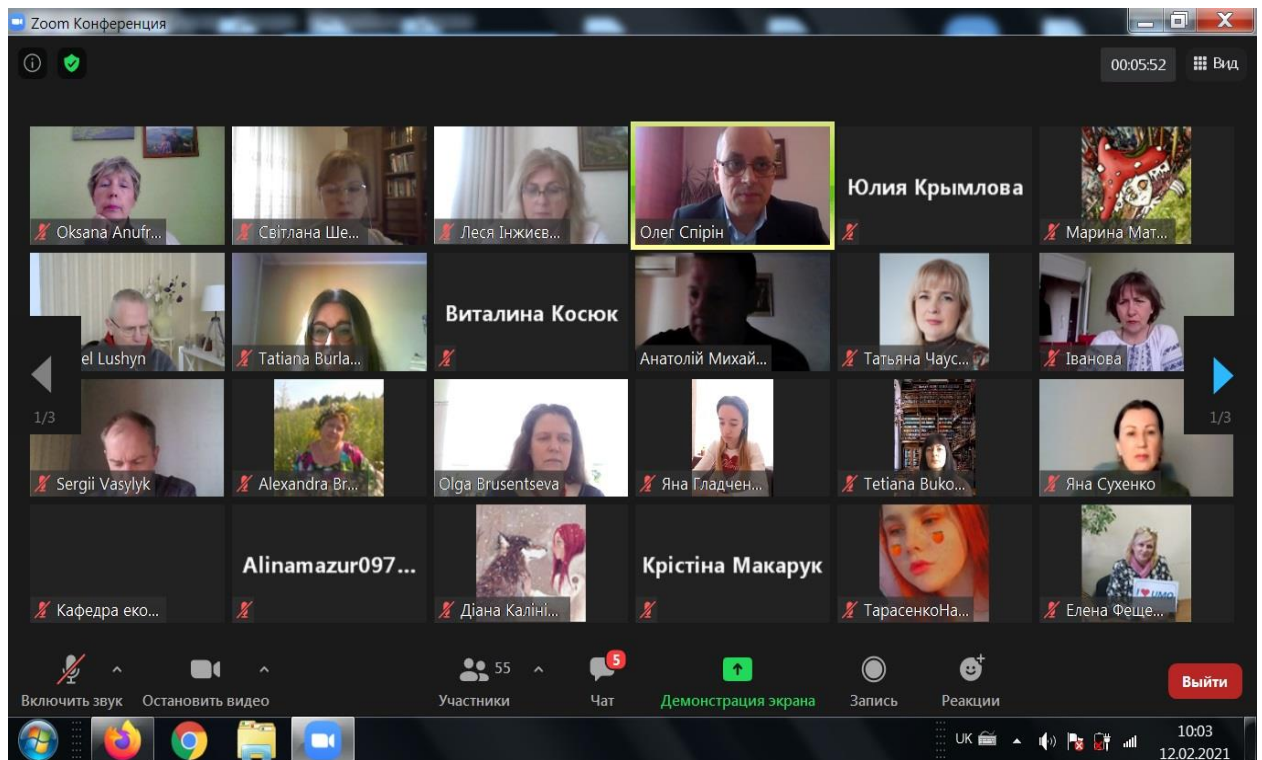 Zoom Конференция
00:05:52
Вид
Oksana Anufr...
Світлана Ше...
Леся Інжиєв...
Олег Спірін
Юлия Крымлова
Марина Мат...
el Lushyn
Tatiana Burla...
Виталина Косюк
Анатолій Михай...
Татьяна Чаус...
Іванова
1/3
1/3
Sergii Vasylyk
Alexandra Br...
Olga Brusentseva
Яна Гладчен...
Tetiana Buko...
Яна Сухенко
Кафедра еко...
Alinamazur097...
Діана Калінi...
Крістіна Макарук
ТарасенкоНа...
I ♥ UMO
Елена Феще...
Включить звук
Остановить видео
55
Участники
5
Чат
Демонстрация экрана
Запись
Реакции
Выйти
UK
10:03
12.02.2021